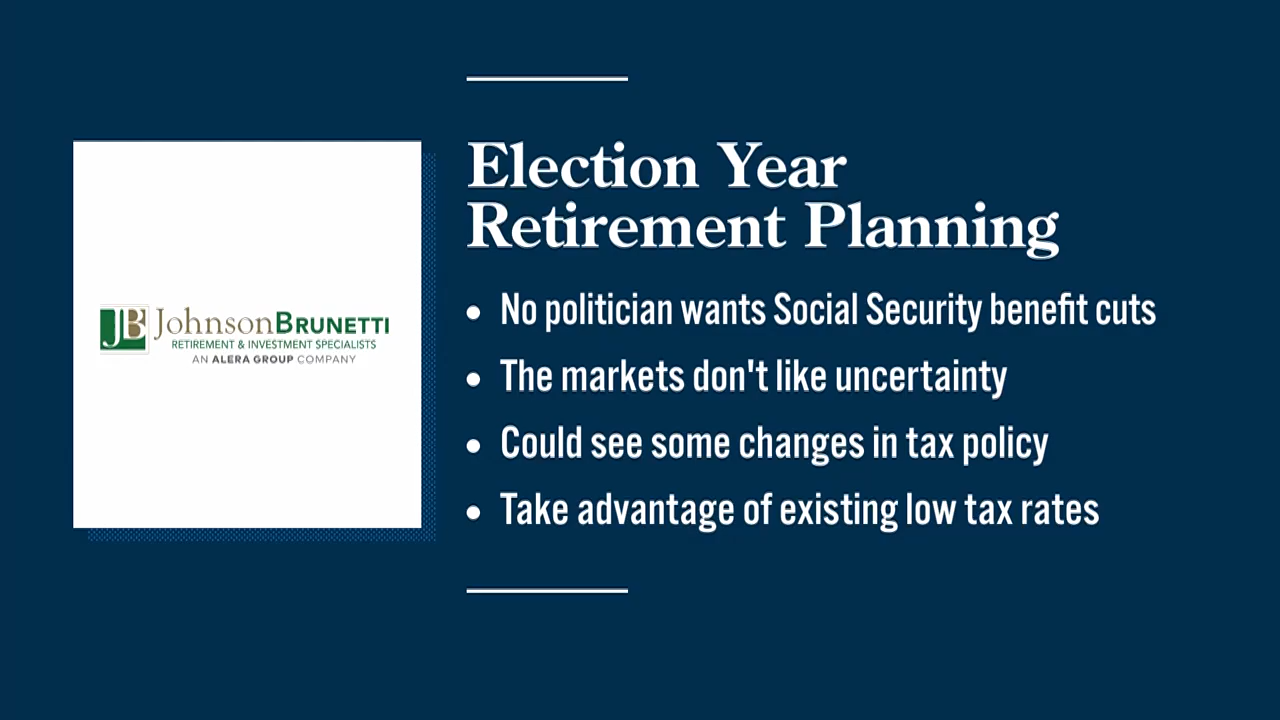 JB JohnsonBrunetti
RETIREMENT & INVESTMENT SPECIALISTS
AN ALERA GROUP COMPANY
Election Year
Retirement Planning
• No politician wants Social Security benefit cuts
• The markets don't like uncertainty
• Could see some changes in tax policy
• Take advantage of existing low tax rates